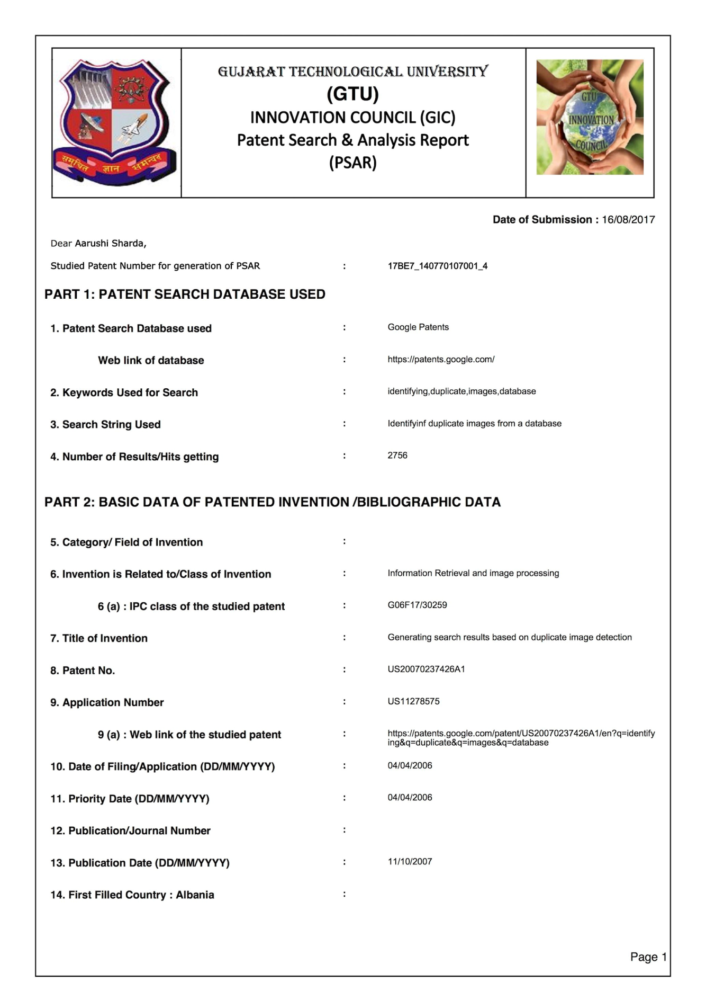 समुचित ज्ञान समन्वय
GUJARAT TECHNOLOGICAL UNIVERSITY
(GTU)
INNOVATION COUNCIL (GIC)
Patent Search & Analysis Report
(PSAR)
GTU
INNOVATION
COUNCIL
Date of Submission : 16/08/2017
Dear Aarushi Sharda,
Studied Patent Number for generation of PSAR : 17BE7_140770107001_4
PART 1: PATENT SEARCH DATABASE USED
1. Patent Search Database used : Google Patents
Web link of database : https://patents.google.com/
2. Keywords Used for Search : identifying,duplicate,images,database
3. Search String Used : Identifyinf duplicate images from a database
4. Number of Results/Hits getting : 2756
PART 2: BASIC DATA OF PATENTED INVENTION /BIBLIOGRAPHIC DATA
5. Category/ Field of Invention :
6. Invention is Related to/Class of Invention : Information Retrieval and image processing
6 (a) : IPC class of the studied patent : G06F17/30259
7. Title of Invention : Generating search results based on duplicate image detection
8. Patent No. : US20070237426A1
9. Application Number : US11278575
9 (a) : Web link of the studied patent : https://patents.google.com/patent/US20070237426A1/en?q=identify
ing&q=duplicate&q=images&q=database
10. Date of Filing/Application (DD/MM/YYYY) : 04/04/2006
11. Priority Date (DD/MM/YYYY) : 04/04/2006
12. Publication/Journal Number :
13. Publication Date (DD/MM/YYYY) : 11/10/2007
14. First Filled Country : Albania :
Page 1